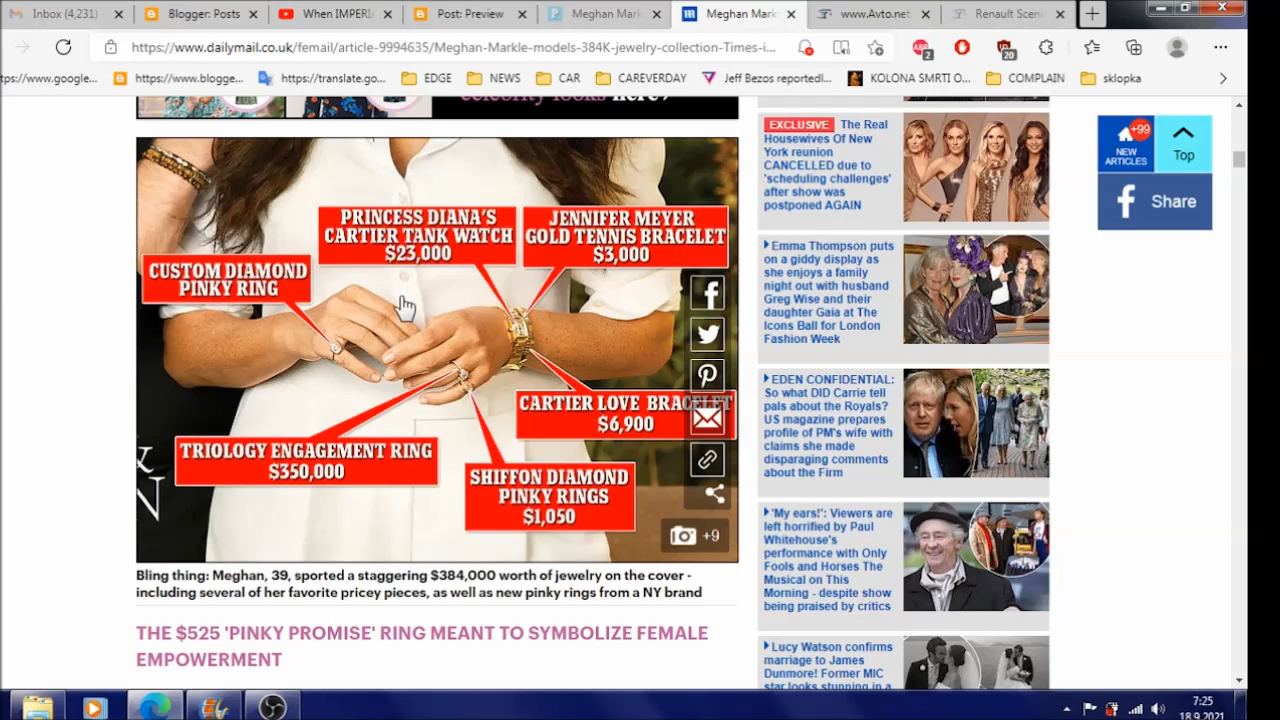 Inbox (4,231)
Blogger: Posts
When IMPERI
Post: Preview
Meghan Mark
Meghan Mark
www.Avto.net
Renault Scen
https://www.dailymail.co.uk/femail/article-9994635/Meghan-Markle-models-384K-jewelry-collection-Times-i...
2
20
tps://www.google...
https://www.blogge...
https://translate.go...
EDGE
NEWS
CAR
CAREVERDAY
Jeff Bezos reportedl...
KOLONA SMRTI O...
COMPLAIN
sklopka
celebrity looks here?
CUSTOM DIAMOND
PINKY RING
PRINCESS DIANA'S
CARTIER TANK WATCH
$23,000
JENNIFER MEYER
GOLD TENNIS BRACELET
$3,000
CARTIER LOVE BRACELET
$6,900
TRIOLOGY ENGAGEMENT RING
$350,000
SHIFFON DIAMOND
PINKY RINGS
$1,050
&
N
+9
Bling thing: Meghan, 39, sported a staggering $384,000 worth of jewelry on the cover -
including several of her favorite pricey pieces, as well as new pinky rings from a NY brand
THE $525 'PINKY PROMISE' RING MEANT TO SYMBOLIZE FEMALE
EMPOWERMENT
EXCLUSIVE The Real
Housewives Of New
York reunion
CANCELLED due to
'scheduling challenges'
after show was
postponed AGAIN
Emma Thompson puts
on a giddy display as
she enjoys a family
night out with husband
Greg Wise and their
daughter Gaia at The
Icons Ball for London
Fashion Week
EDEN CONFIDENTIAL:
So what DID Carrie tell
pals about the Royals?
US magazine prepares
profile of PM's wife with
claims she made
disparaging comments
about the Firm
'My ears!': Viewers are
left horrified by Paul
Whitehouse's
performance with Only
Fools and Horses The
Musical on This
Morning - despite show
being praised by critics
Lucy Watson confirms
marriage to James
Dunmore! Former MIC
star looks stunning in a
+99
NEW
ARTICLES
Top
Share
7:25
18.9.2021